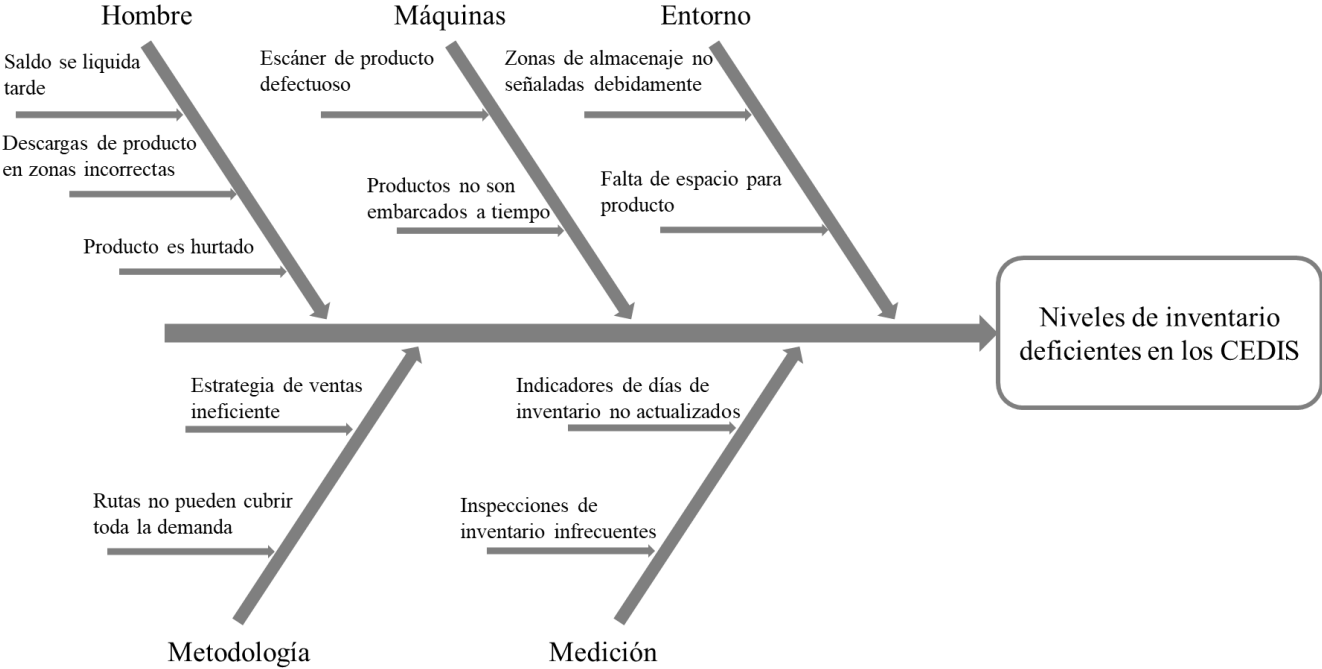 Hombre
Máquinas
Entorno
Saldo se liquida
tarde
Descargas de producto
en zonas incorrectas
Producto es hurtado
Escáner de producto
defectuoso
Productos no son
embarcados a tiempo
Zonas de almacenaje no
señaladas debidamente
Falta de espacio para
producto
Niveles de inventario
deficientes en los CEDIS
Estrategia de ventas
ineficiente
Rutas no pueden cubrir
toda la demanda
Indicadores de días de
inventario no actualizados
Inspecciones de
inventario infrecuentes
Metodología
Medición